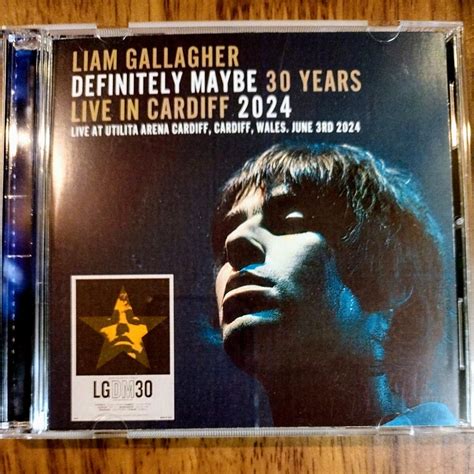 LIAM GALLAGHER
DEFINITELY MAYBE 30 YEARS
LIVE IN CARDIFF 2024
LIVE AT UTILITA ARENA CARDIFF, CARDIFF, WALES. JUNE 3RD 2024
LGDM30